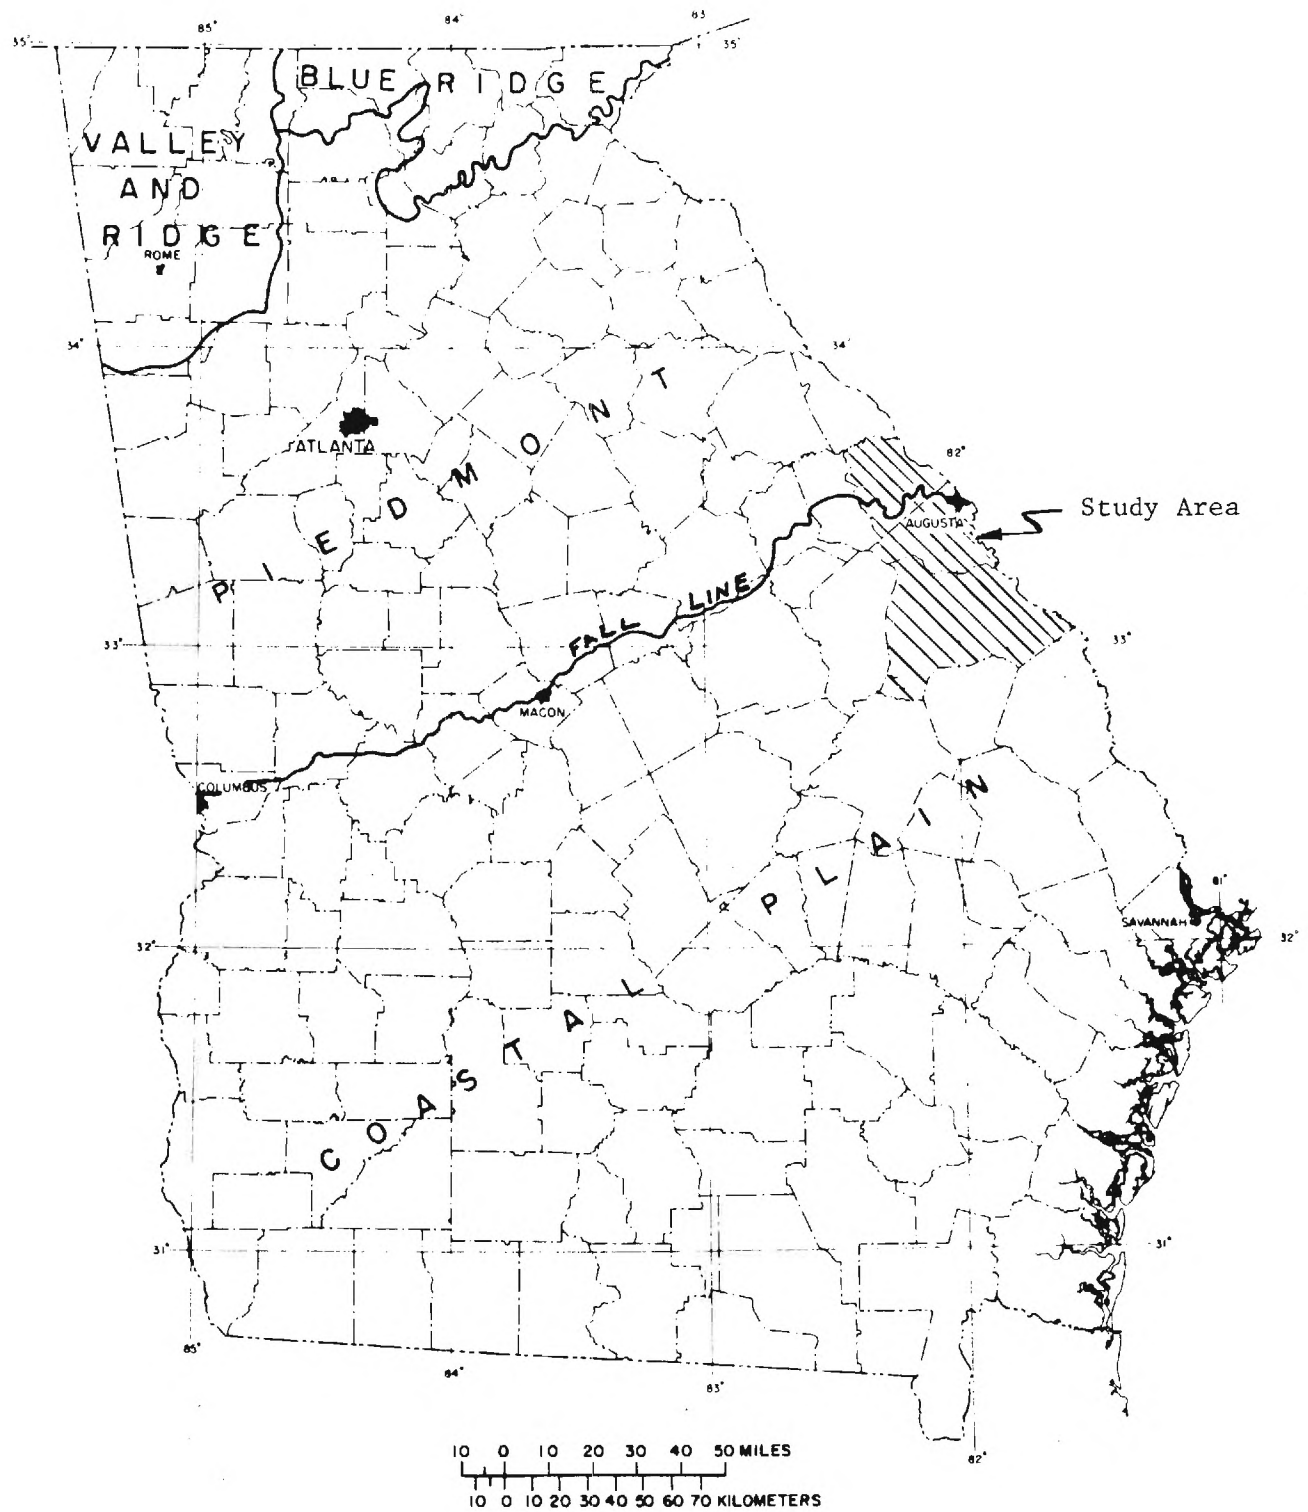 85°
84°
83
35°
35°
BLUE RIDGE
VALLEY
AND
RIDGE
ROME
34°
34°
ATLANTA
PIEDMONT
82°
AUGUSTA
Study Area
33°
33°
FALL LINE
MACON
COLUMBUS
COASTAL PLAIN
81°
SAVANNAH
32°
32°
31°
31°
85°
84°
83°
82°
10 0 10 20 30 40 50 MILES
10 0 10 20 30 40 50 60 70 KILOMETERS